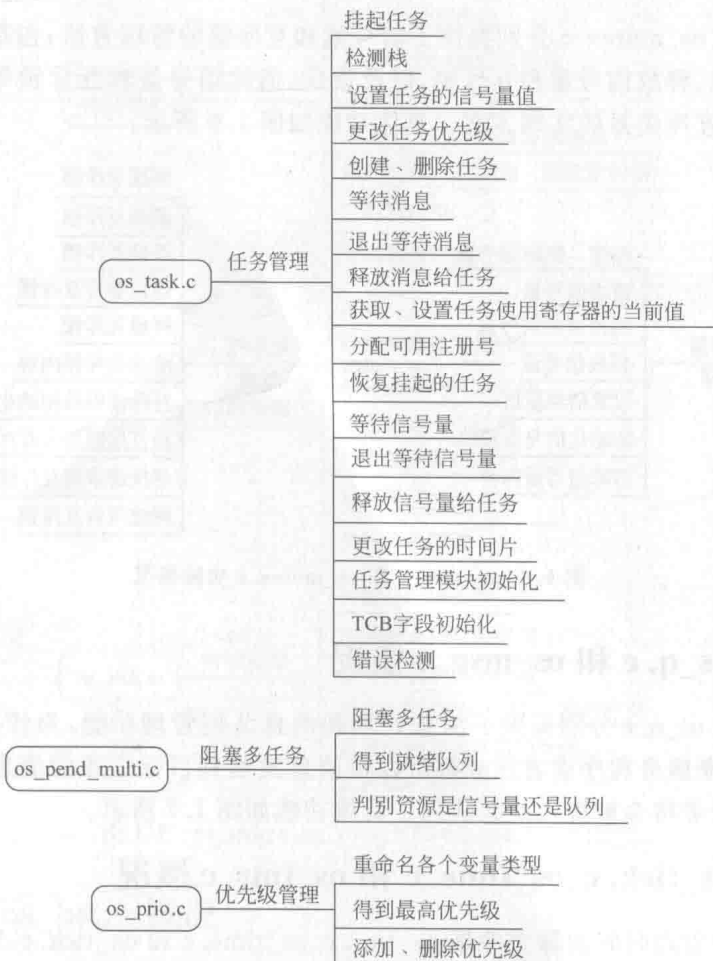 挂起任务
检测栈
设置任务的信号量值
更改任务优先级
创建、删除任务
等待消息
退出等待消息
os_task.c
任务管理
释放消息给任务
获取、设置任务使用寄存器的当前值
分配可用注册号
恢复挂起的任务
等待信号量
退出等待信号量
释放信号量给任务
更改任务的时间片
任务管理模块初始化
TCB字段初始化
错误检测
阻塞多任务
os_pend_multi.c
阻塞多任务
得到就绪队列
判别资源是信号量还是队列
重命名各个变量类型
os_prio.c
优先级管理
得到最高优先级
添加、删除优先级